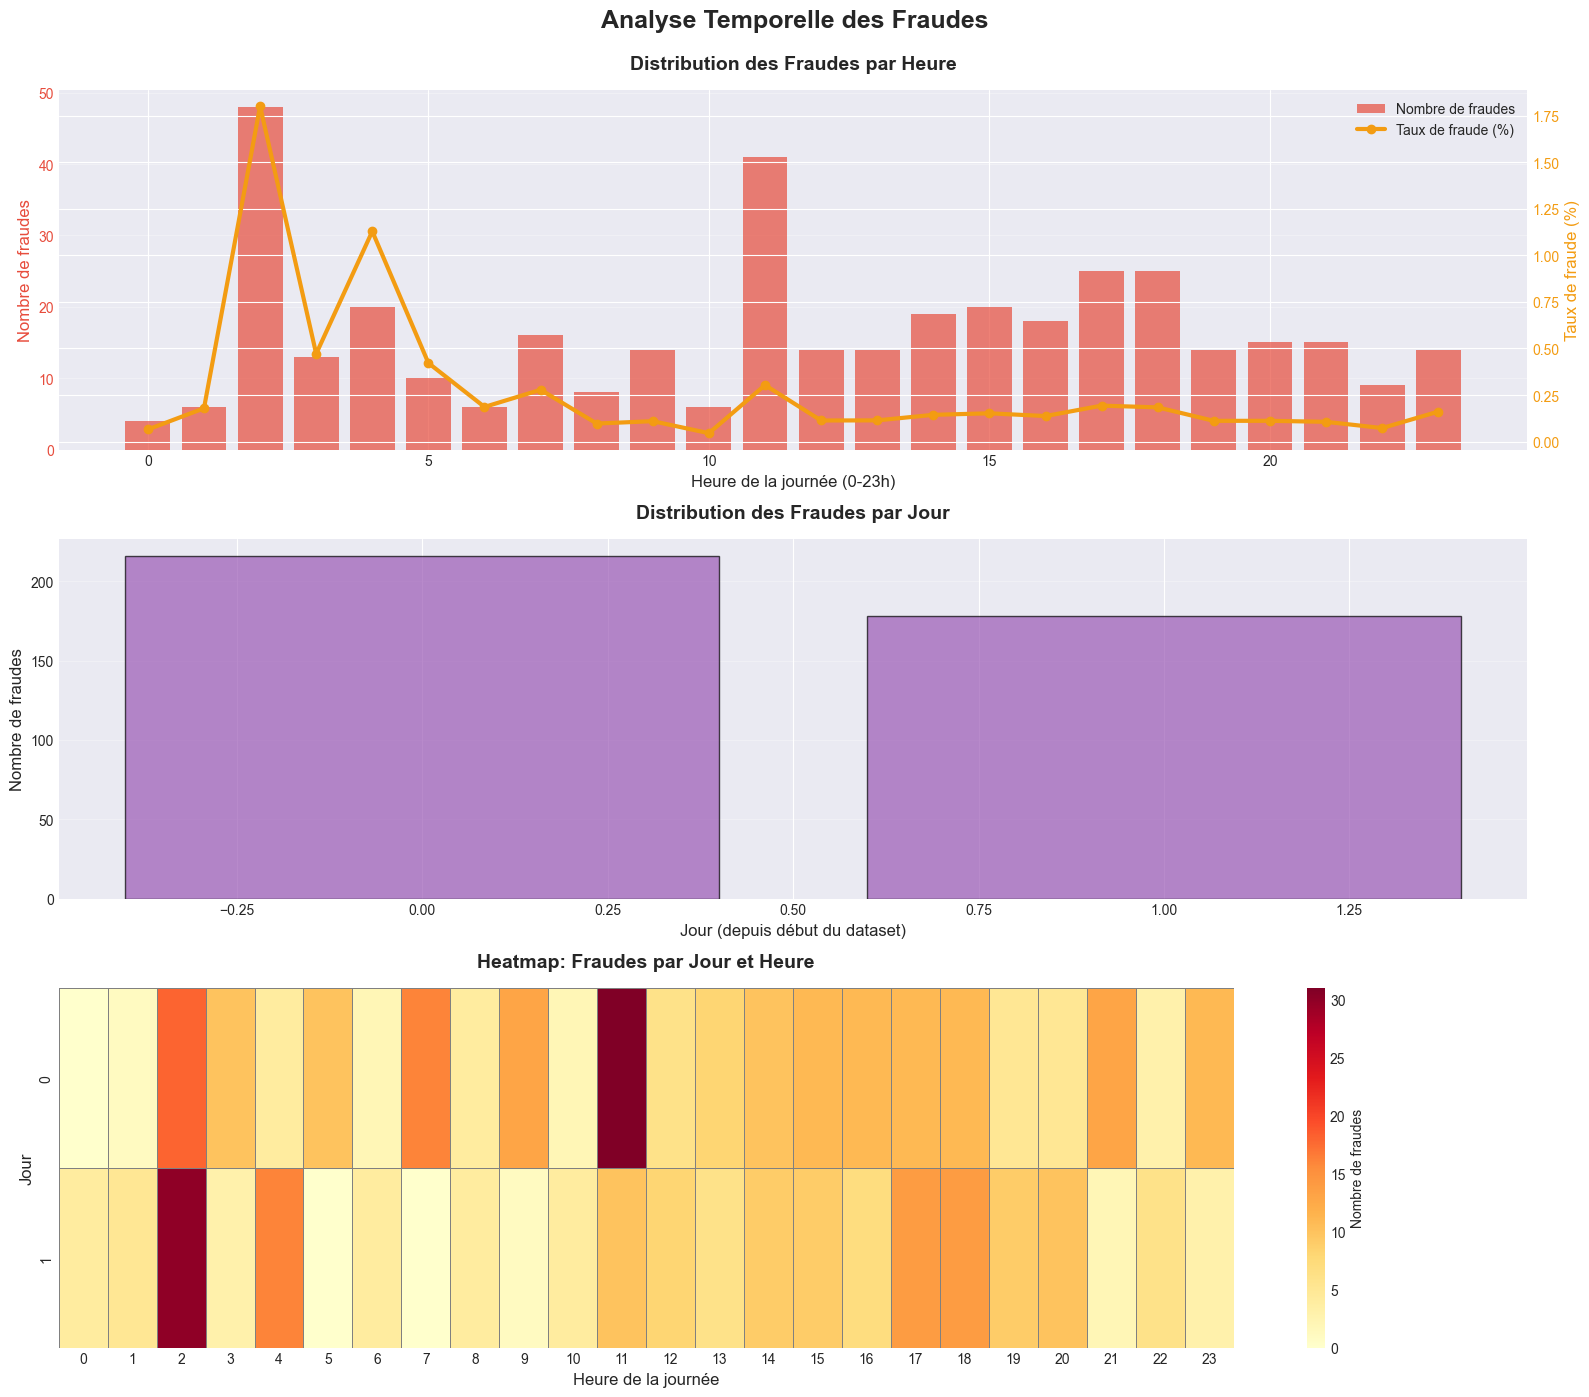 Analyse Temporelle des Fraudes
Distribution des Fraudes par Heure
Nombre de fraudes
50
40
30
20
10
0
Nombre de fraudes
Taux de fraude (%)
1.75
1.50
1.25
1.00
0.75
0.50
0.25
0.00
Taux de fraude (%)
0 5 10 15 20
Heure de la journée (0-23h)
Distribution des Fraudes par Jour
Nombre de fraudes
200
150
100
50
0
−0.25 0.00 0.25 0.50 0.75 1.00 1.25
Jour (depuis début du dataset)
Heatmap: Fraudes par Jour et Heure
Jour
0
1
0 1 2 3 4 5 6 7 8 9 10 11 12 13 14 15 16 17 18 19 20 21 22 23
Heure de la journée
30
25
20
15
10
5
0
Nombre de fraudes